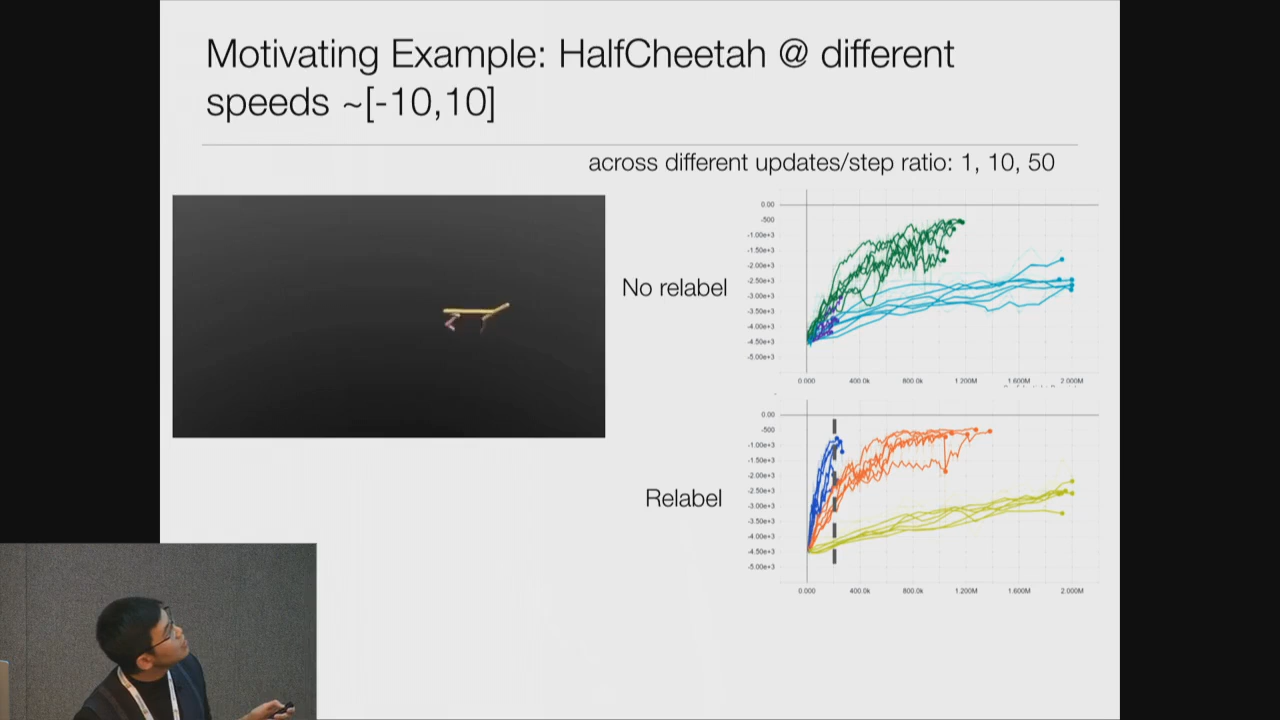 Motivating Example: HalfCheetah @ different
speeds ~[-10,10]
across different updates/step ratio: 1, 10, 50
No relabel
0.00
-500
-1.00e+3
-1.50e+3
-2.00e+3
-2.50e+3
-3.00e+3
-3.50e+3
-4.00e+3
-4.50e+3
-5.00e+3
0.000 400.0k 800.0k 1.200M 1.600M 2.000M
Relabel
0.00
-500
-1.00e+3
-1.50e+3
-2.00e+3
-2.50e+3
-3.00e+3
-3.50e+3
-4.00e+3
-4.50e+3
-5.00e+3
0.000 400.0k 800.0k 1.200M 1.600M 2.000M